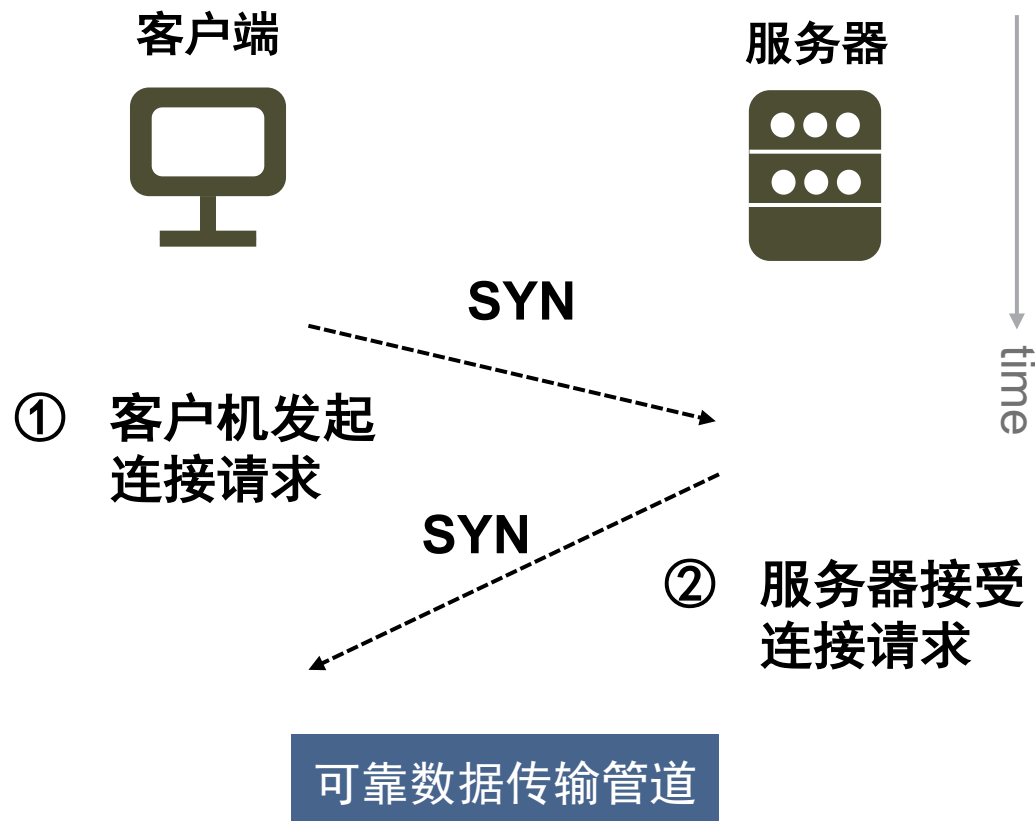 客户端
服务器
time
SYN
① 客户机发起
连接请求
SYN
② 服务器接受
连接请求
可靠数据传输管道